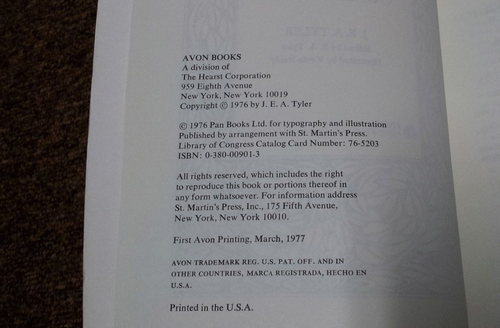 AVON BOOKS
A division of
The Hearst Corporation
959 Eighth Avenue
New York, New York 10019
Copyright © 1976 by J. E. A. Tyler
© 1976 Pan Books Ltd. for typography and illustration
Published by arrangement with St. Martin's Press.
Library of Congress Catalog Card Number: 76-5203
ISBN: 0-380-00901-3
All rights reserved, which includes the right
to reproduce this book or portions thereof in
any form whatsoever. For information address
St. Martin's Press, Inc., 175 Fifth Avenue,
New York, New York 10010.
First Avon Printing, March, 1977
AVON TRADEMARK REG. U.S. PAT. OFF. AND IN
OTHER COUNTRIES, MARCA REGISTRADA, HECHO EN
U.S.A.
Printed in the U.S.A.